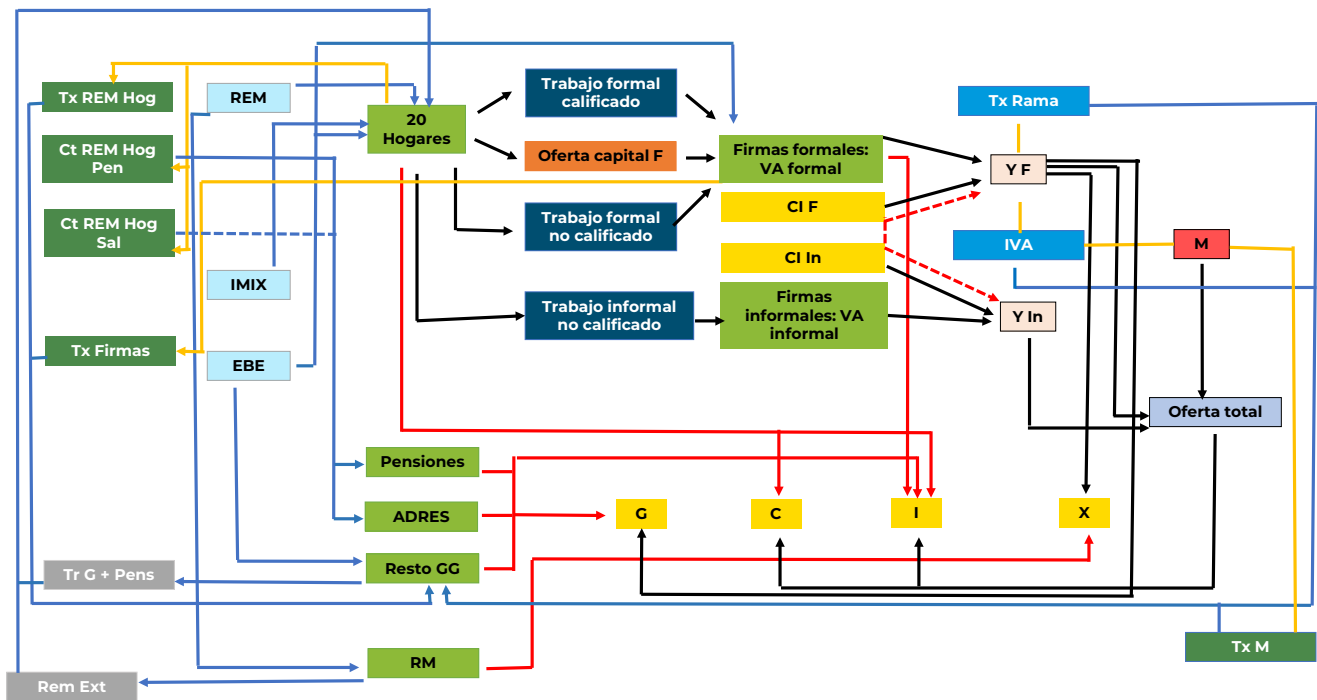 Tx REM Hog
Ct REM Hog
Pen
Ct REM Hog
Sal
Tx Firmas
Tr G + Pens
Rem Ext
REM
IMIX
EBE
20
Hogares
Pensiones
ADRES
Resto GG
RM
Trabajo formal
calificado
Oferta capital F
Trabajo formal
no calificado
Trabajo informal
no calificado
Firmas formales:
VA formal
CI F
CI In
Firmas
informales: VA
informal
G
C
I
X
Tx Rama
Y F
IVA
M
Y In
Oferta total
Tx M